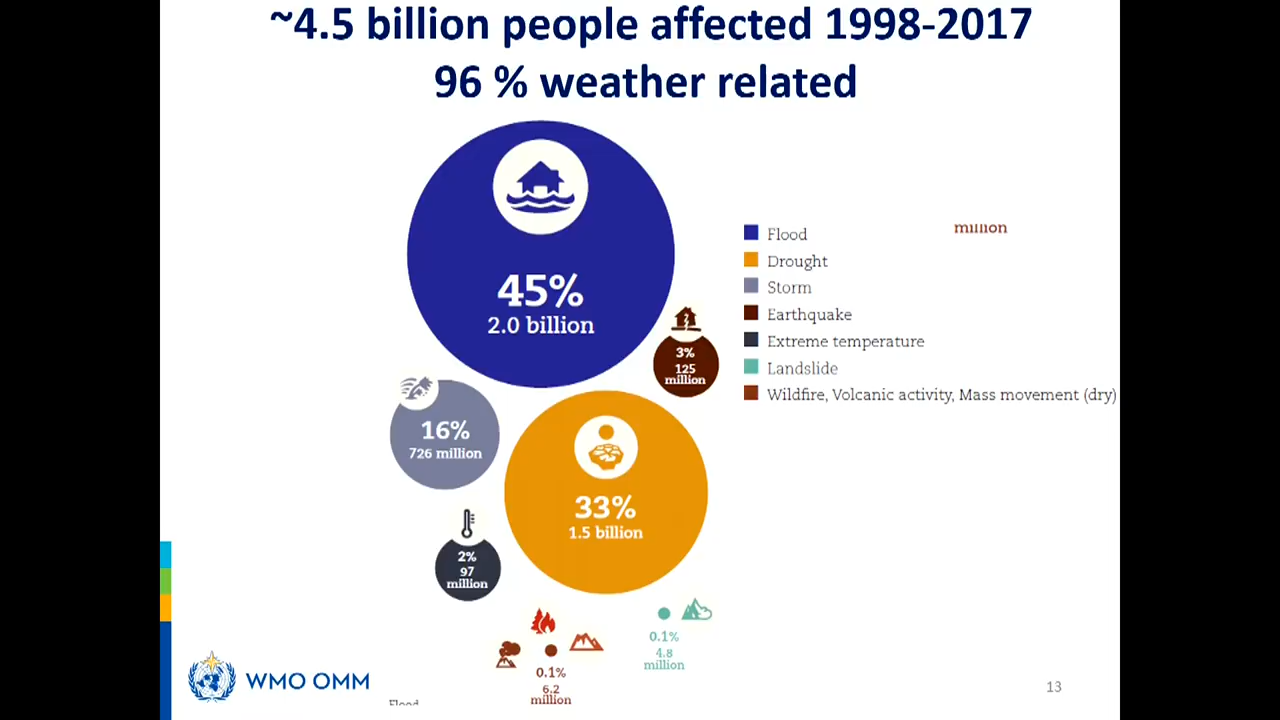 ~4.5 billion people affected 1998-2017
96 % weather related
45%
2.0 billion
3%
125
million
16%
726 million
33%
1.5 billion
2%
97
million
0.1%
6.2
million
0.1%
4.8
million
million
Flood
Drought
Storm
Earthquake
Extreme temperature
Landslide
Wildfire, Volcanic activity, Mass movement (dry)
WMO OMM
Flood
13